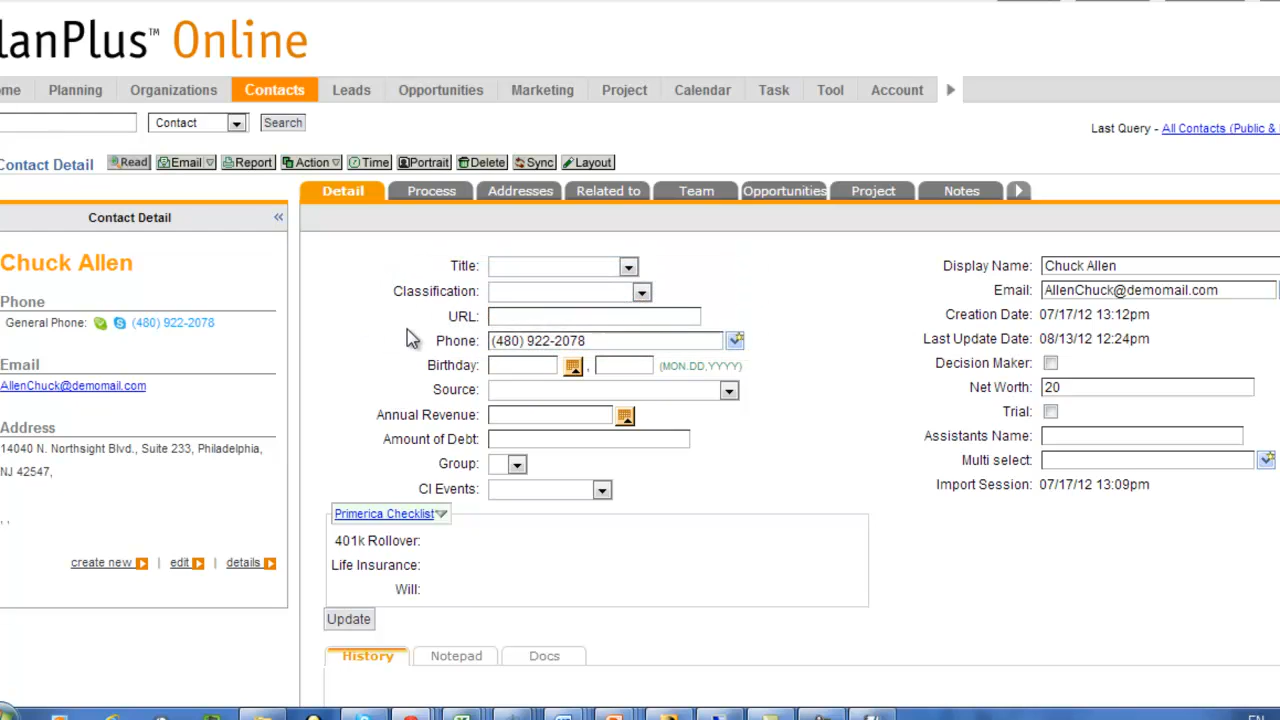 lanPlus™ Online
me Planning Organizations Contacts Leads Opportunities Marketing Project Calendar Task Tool Account
Contact Search
Last Query - All Contacts (Public &
Contact Detail Read Email Report Action Time Portrait Delete Sync Layout
Detail Process Addresses Related to Team Opportunities Project Notes
Contact Detail «
Chuck Allen
Phone
General Phone: (480) 922-2078
Email
AllenChuck@demomail.com
Address
14040 N. Northsight Blvd., Suite 233, Philadelphia,
NJ 42547,
, ,
create new | edit | details
Title:
Classification:
URL:
Phone: (480) 922-2078
Birthday: , (MON.DD,YYYY)
Source:
Annual Revenue:
Amount of Debt:
Group:
CI Events:
Display Name: Chuck Allen
Email: AllenChuck@demomail.com
Creation Date: 07/17/12 13:12pm
Last Update Date: 08/13/12 12:24pm
Decision Maker:
Net Worth: 20
Trial:
Assistants Name:
Multi select:
Import Session: 07/17/12 13:09pm
Primerica Checklist
401k Rollover:
Life Insurance:
Will:
Update
History Notepad Docs
EN